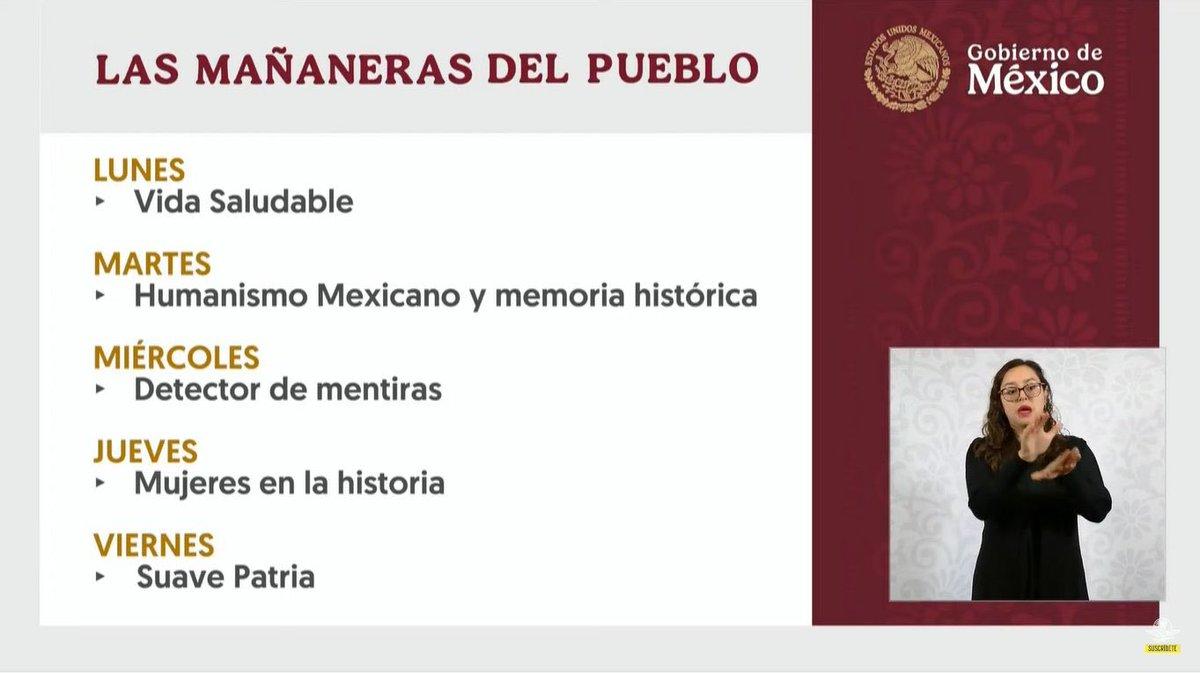 LAS MAÑANERAS DEL PUEBLO
ESTADOS UNIDOS MEXICANOS
Gobierno de
México
LUNES
‣ Vida Saludable
MARTES
‣ Humanismo Mexicano y memoria histórica
MIÉRCOLES
‣ Detector de mentiras
JUEVES
‣ Mujeres en la historia
VIERNES
‣ Suave Patria
SUSCRÍBETE